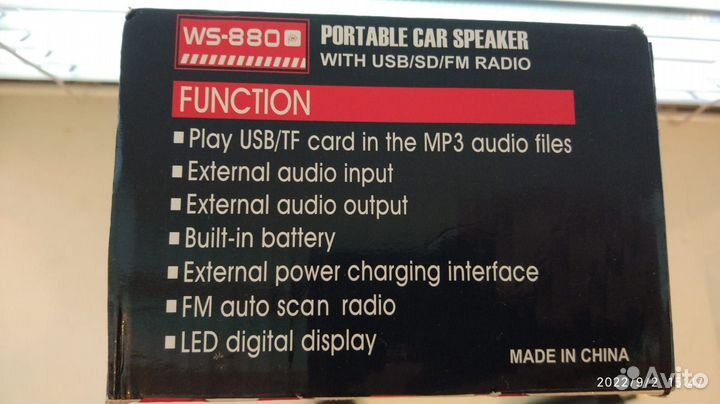 WS-880
PORTABLE CAR SPEAKER
WITH USB/SD/FM RADIO
FUNCTION
▪Play USB/TF card in the MP3 audio files
▪External audio input
▪External audio output
▪Built-in battery
▪External power charging interface
▪FM auto scan radio
▪LED digital display
MADE IN CHINA
Avito